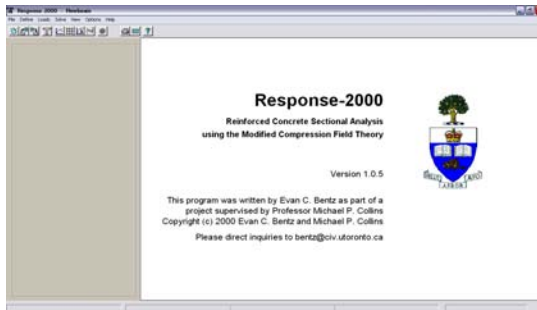 Response-2000 - Newbeam
File Define Loads Solve View Options Help
Response-2000
Reinforced Concrete Sectional Analysis
using the Modified Compression Field Theory
Version 1.0.5
This program was written by Evan C. Bentz as part of a
project supervised by Professor Michael P. Collins
Copyright (c) 2000 Evan C. Bentz and Michael P. Collins
Please direct inquiries to bentz@civ.utoronto.ca
ARBOR